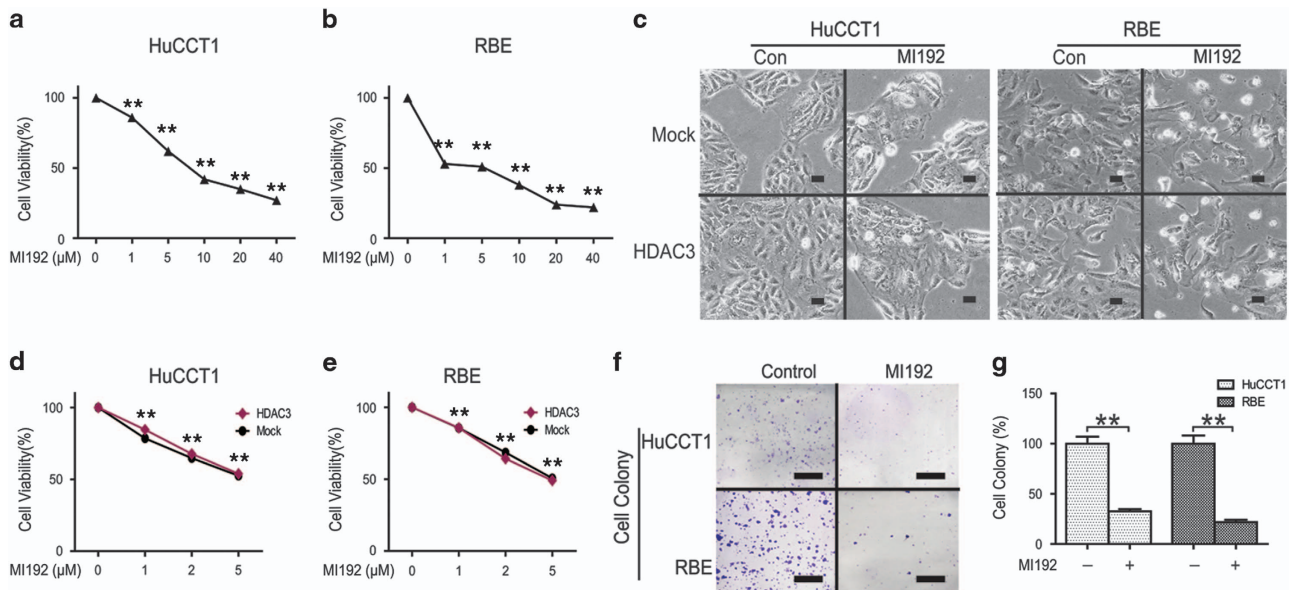 a
HuCCT1
100
50
0
Cell Viability(%)
** ** ** ** **
MI192 (μM) 0 1 5 10 20 40
b
RBE
100
50
0
Cell Viability(%)
** ** ** ** **
MI192 (μM) 0 1 5 10 20 40
c
HuCCT1 RBE
Con MI192 Con MI192
Mock
HDAC3
d
HuCCT1
100
50
0
Cell Viability(%)
** ** **
HDAC3
Mock
MI192 (μM) 0 1 2 5
e
RBE
100
50
0
Cell Viability(%)
** ** **
HDAC3
Mock
MI192 (μM) 0 1 2 5
f
Control MI192
Cell Colony
HuCCT1
RBE
g
HuCCT1
RBE
150
100
50
0
Cell Colony (%)
** **
MI192 − + − +